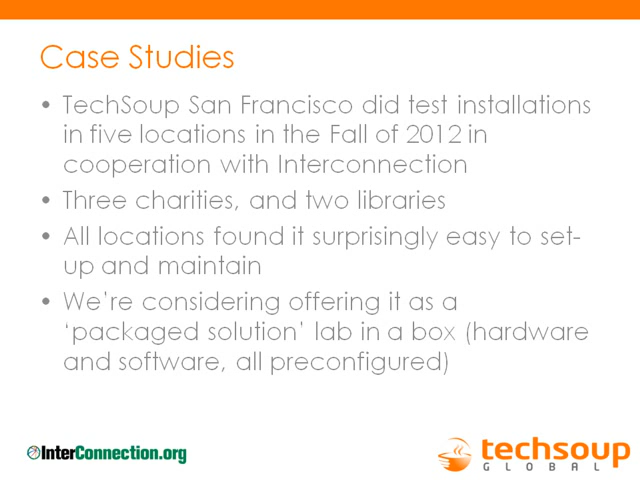 Case Studies
• TechSoup San Francisco did test installations
in five locations in the Fall of 2012 in
cooperation with Interconnection
• Three charities, and two libraries
• All locations found it surprisingly easy to set-
up and maintain
• We're considering offering it as a
'packaged solution' lab in a box (hardware
and software, all preconfigured)
InterConnection.org
techsoup
GLOBAL